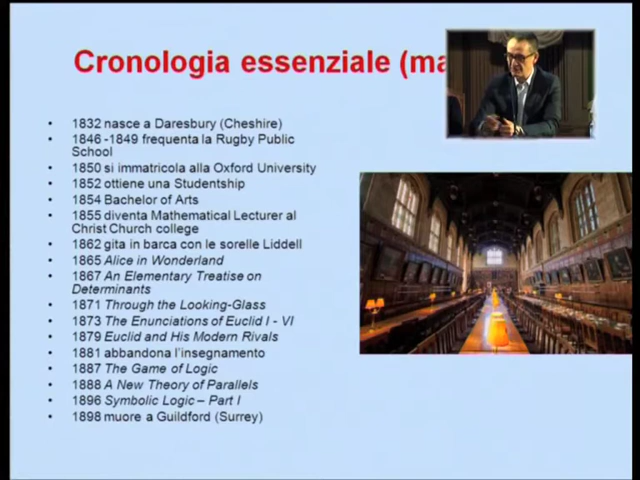 Cronologia essenziale (ma
• 1832 nasce a Daresbury (Cheshire)
• 1846 -1849 frequenta la Rugby Public
School
• 1850 si immatricola alla Oxford University
• 1852 ottiene una Studentship
• 1854 Bachelor of Arts
• 1855 diventa Mathematical Lecturer al
Christ Church college
• 1862 gita in barca con le sorelle Liddell
• 1865 Alice in Wonderland
• 1867 An Elementary Treatise on
Determinants
• 1871 Through the Looking-Glass
• 1873 The Enunciations of Euclid I - VI
• 1879 Euclid and His Modern Rivals
• 1881 abbandona l'insegnamento
• 1887 The Game of Logic
• 1888 A New Theory of Parallels
• 1896 Symbolic Logic – Part I
• 1898 muore a Guildford (Surrey)